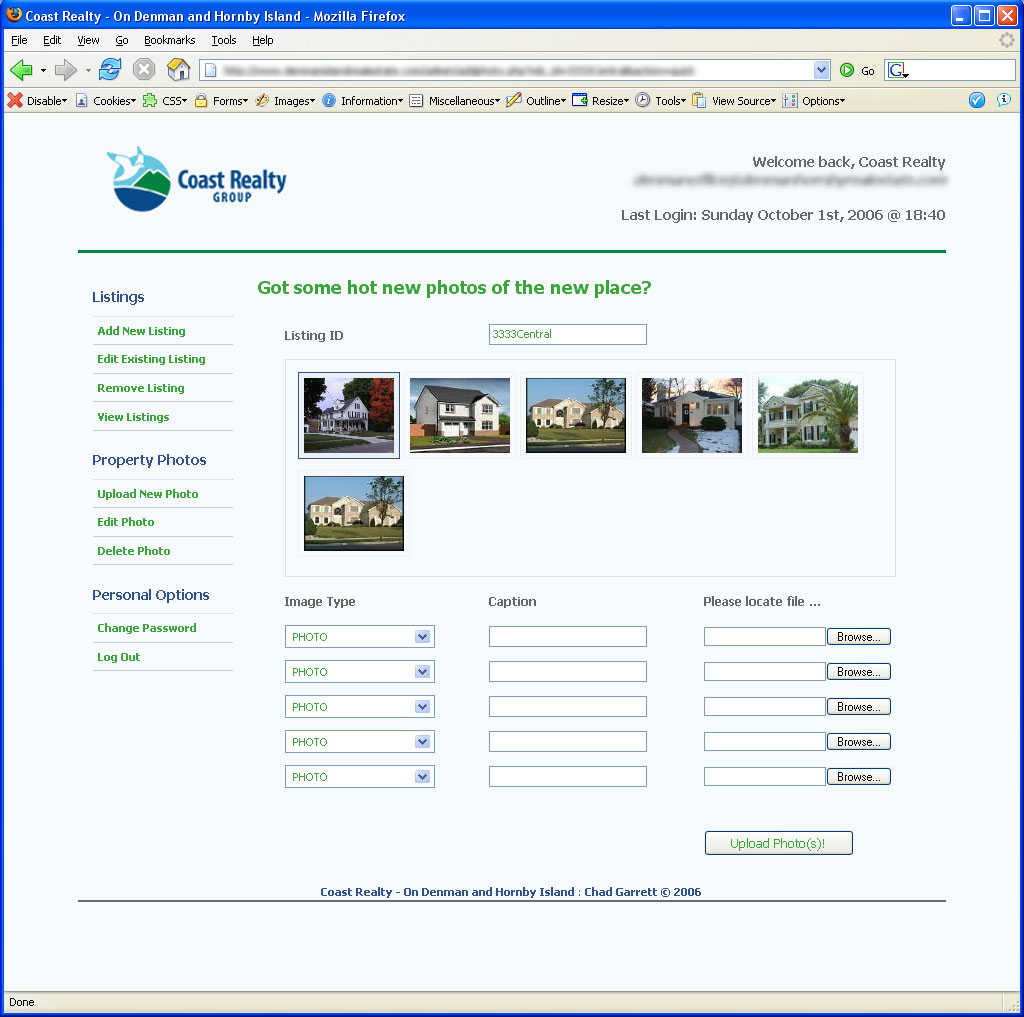 Coast Realty - On Denman and Hornby Island - Mozilla Firefox
File Edit View Go Bookmarks Tools Help
Go
G
Disable Cookies CSS Forms Images Information Miscellaneous Outline Resize Tools View Source Options
Coast Realty
GROUP
Welcome back, Coast Realty
Last Login: Sunday October 1st, 2006 @ 18:40
Listings
Add New Listing
Edit Existing Listing
Remove Listing
View Listings
Property Photos
Upload New Photo
Edit Photo
Delete Photo
Personal Options
Change Password
Log Out
Got some hot new photos of the new place?
Listing ID 3333Central
Image Type Caption Please locate file ...
PHOTO Browse...
PHOTO Browse...
PHOTO Browse...
PHOTO Browse...
PHOTO Browse...
Upload Photo(s)!
Coast Realty - On Denman and Hornby Island : Chad Garrett © 2006
Done